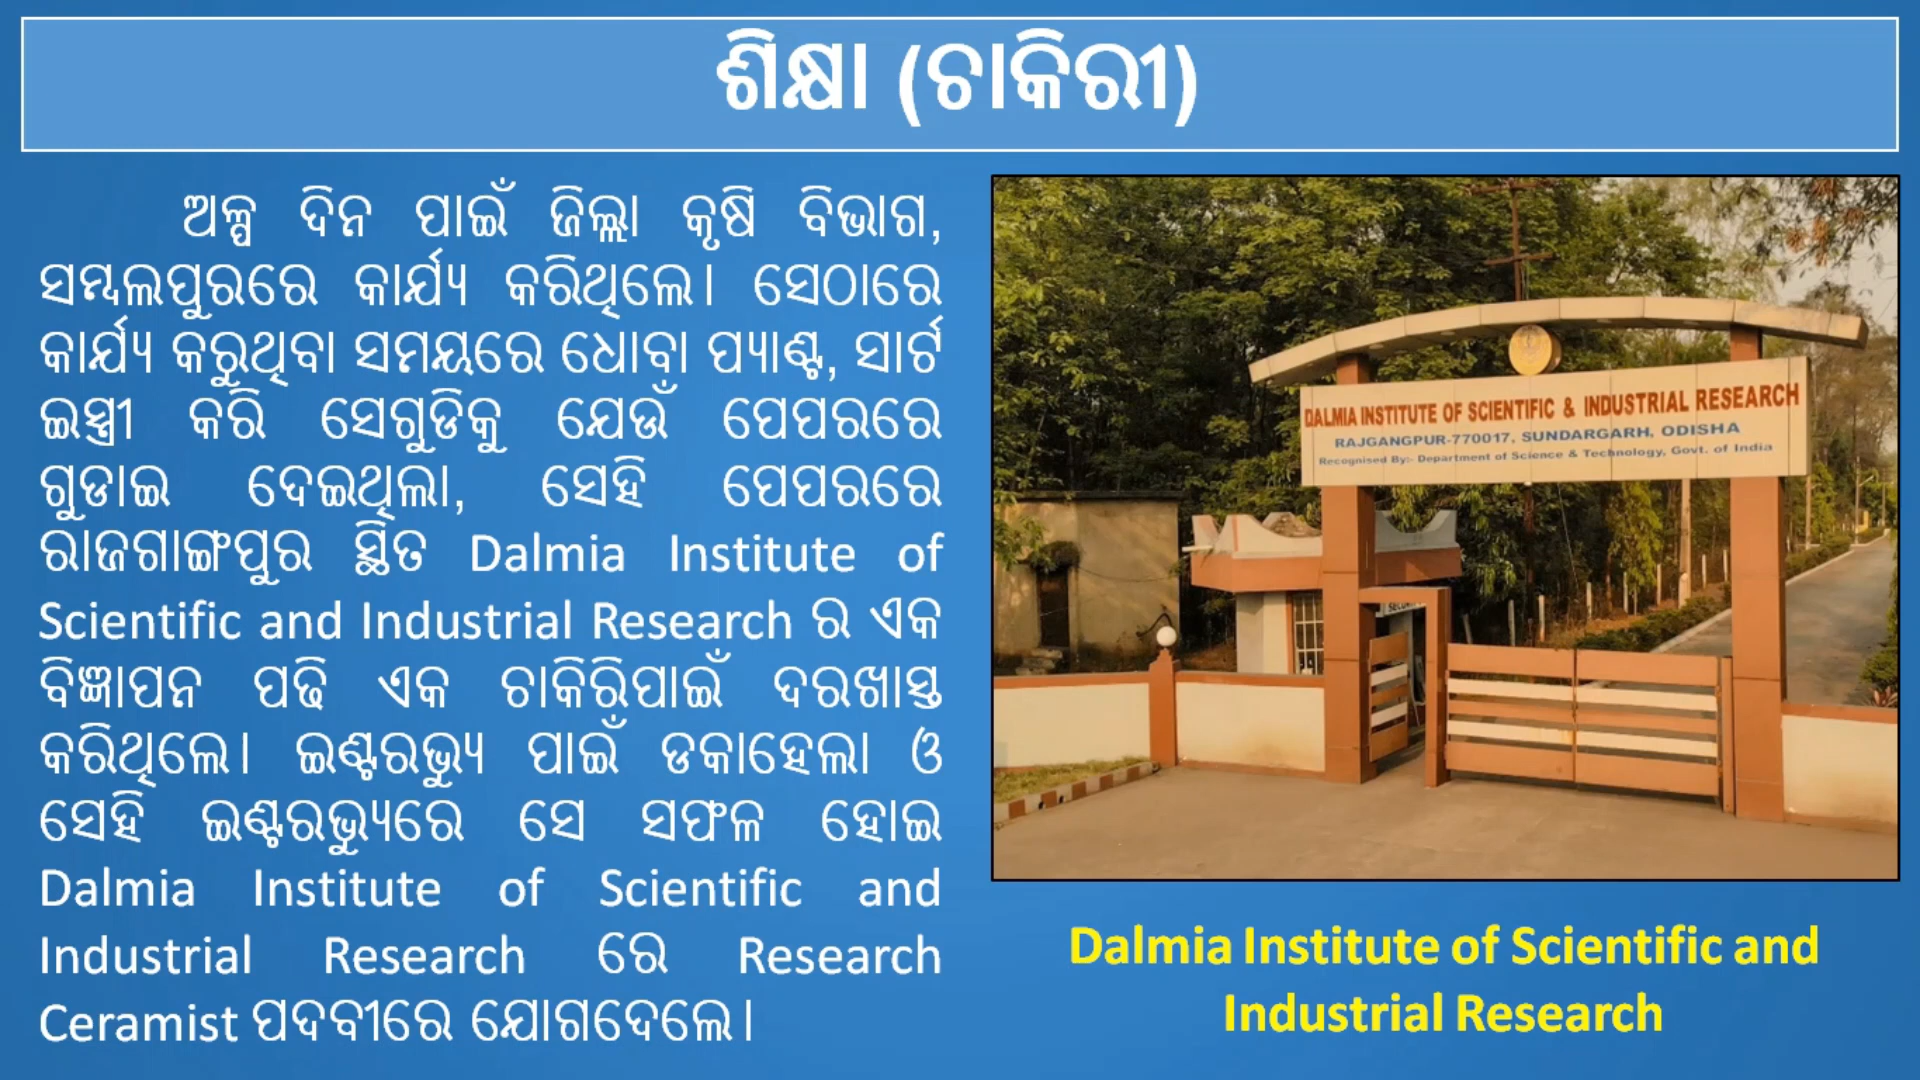 ଶିକ୍ଷା (ଚାକିରୀ)
ଅଳ୍ପ ଦିନ ପାଇଁ ଜିଲ୍ଲା କୃଷି ବିଭାଗ,
ସମ୍ବଲପୁରରେ କାର୍ଯ୍ୟ କରିଥିଲେ। ସେଠାରେ
କାର୍ଯ୍ୟ କରୁଥିବା ସମୟରେ ଧୋବା ପ୍ୟାଣ୍ଟ, ସାର୍ଟ
ଇସ୍ତ୍ରୀ କରି ସେଗୁଡିକୁ ଯେଉଁ ପେପରରେ
ଗୁଡାଇ ଦେଇଥିଲା, ସେହି ପେପରରେ
ରାଜଗାଙ୍ଗପୁର ସ୍ଥିତ Dalmia Institute of
Scientific and Industrial Research ର ଏକ
ବିଜ୍ଞାପନ ପଢି ଏକ ଚାକିରିପାଇଁ ଦରଖାସ୍ତ
କରିଥିଲେ। ଇଣ୍ଟରଭ୍ୟୁ ପାଇଁ ଡକାହେଲା ଓ
ସେହି ଇଣ୍ଟରଭ୍ୟୁରେ ସେ ସଫଳ ହୋଇ
Dalmia Institute of Scientific and
Industrial Research ରେ Research
Ceramist ପଦବୀରେ ଯୋଗଦେଲେ।
DALMIA INSTITUTE OF SCIENTIFIC & INDUSTRIAL RESEARCH
RAJGANGPUR-770017, SUNDARGARH, ODISHA
Recognised By:- Department of Science & Technology, Govt. of India
Dalmia Institute of Scientific and
Industrial Research